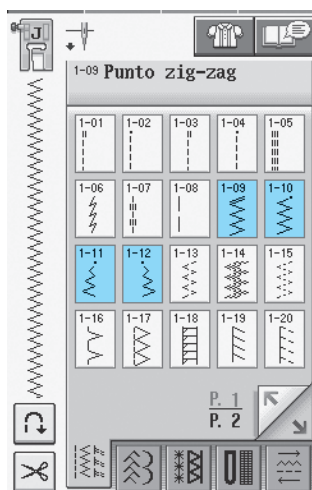 J
1-09 Punto zig-zag
1-01 1-02 1-03 1-04 1-05
1-06 1-07 1-08 1-09 1-10
1-11 1-12 1-13 1-14 1-15
1-16 1-17 1-18 1-19 1-20
P. 1
P. 2